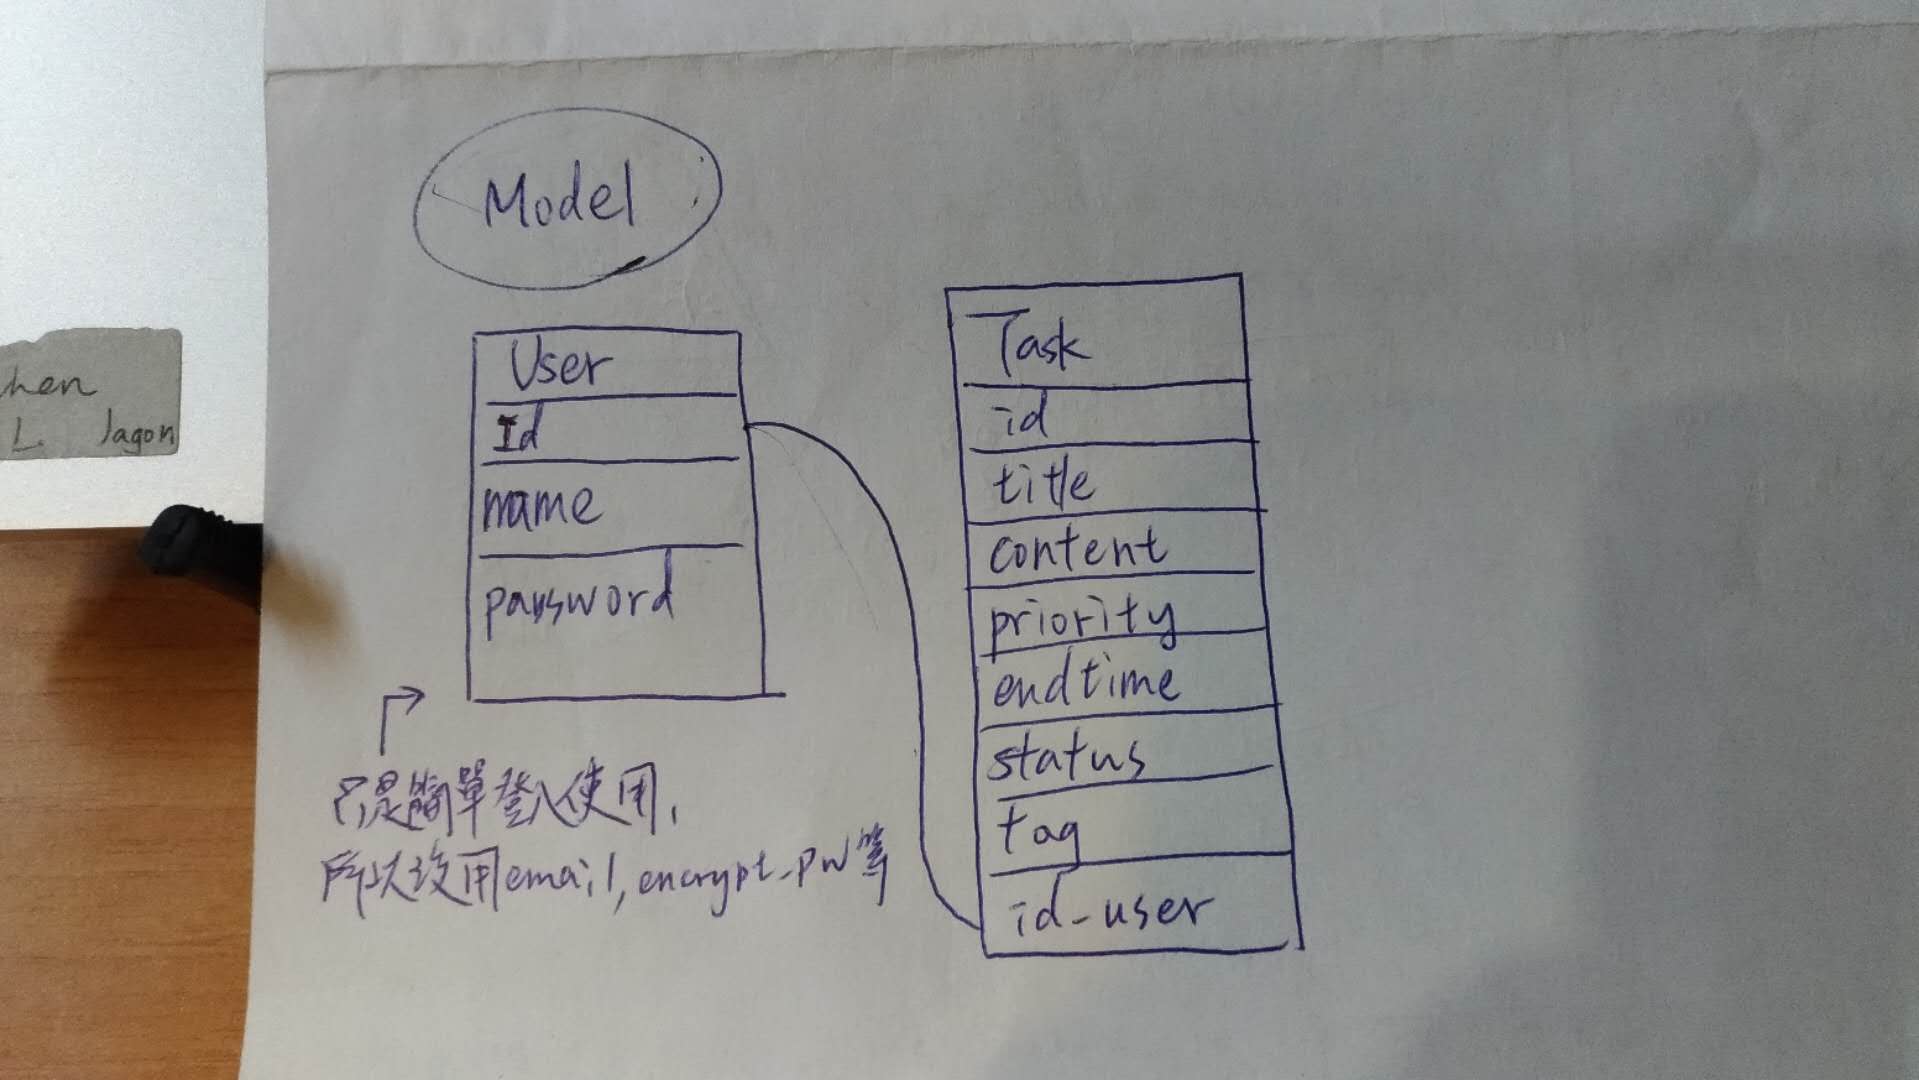 Model
User
Id
name
password
Task
id
title
content
priority
endtime
status
tag
id-user
只是簡單登入使用,
所以沒用email, encrypt-pw等
hen
L. Jagon